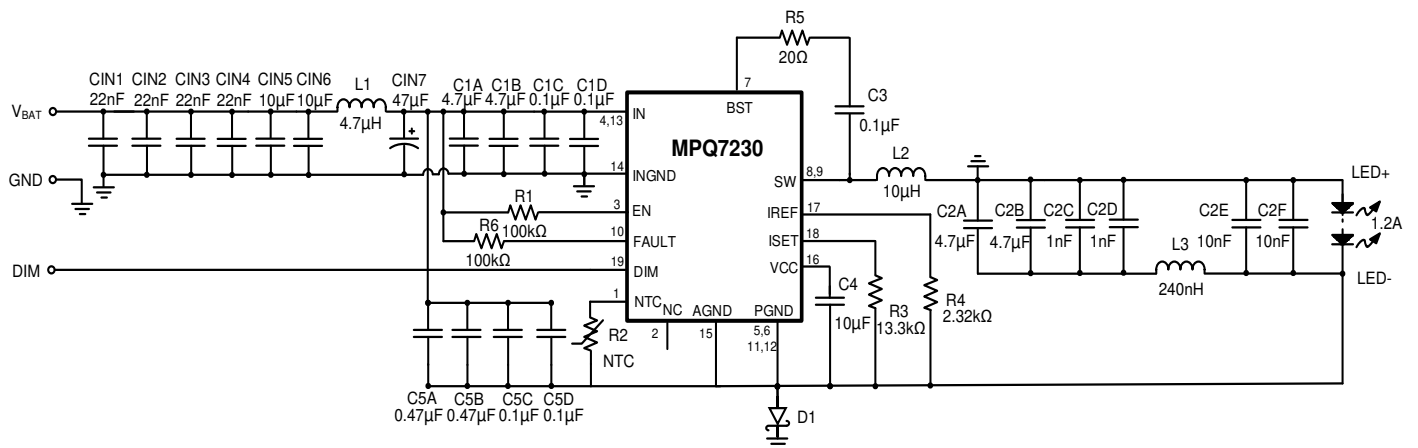 R5
20Ω
7
BST
C3
0.1µF
CIN1
22nF
CIN2
22nF
CIN3
22nF
CIN4
22nF
CIN5
10µF
CIN6
10µF
L1
4.7µH
CIN7
47µF
+
C1A
4.7µF
C1B
4.7µF
C1C
0.1µF
C1D
0.1µF
VBAT
GND
DIM
4,13
IN
14
INGND
3
EN
10
FAULT
19
DIM
1
NTC
MPQ7230
SW
8,9
IREF
17
ISET
18
VCC
16
NC
2
AGND
15
PGND
5,6
11,12
R1
100kΩ
R6
100kΩ
L2
10µH
C2A
4.7µF
C2B
4.7µF
C2C
1nF
C2D
1nF
L3
240nH
C2E
10nF
C2F
10nF
LED+
1.2A
LED-
C4
10µF
R3
13.3kΩ
R4
2.32kΩ
R2
NTC
C5A
0.47µF
C5B
0.47µF
C5C
0.1µF
C5D
0.1µF
D1